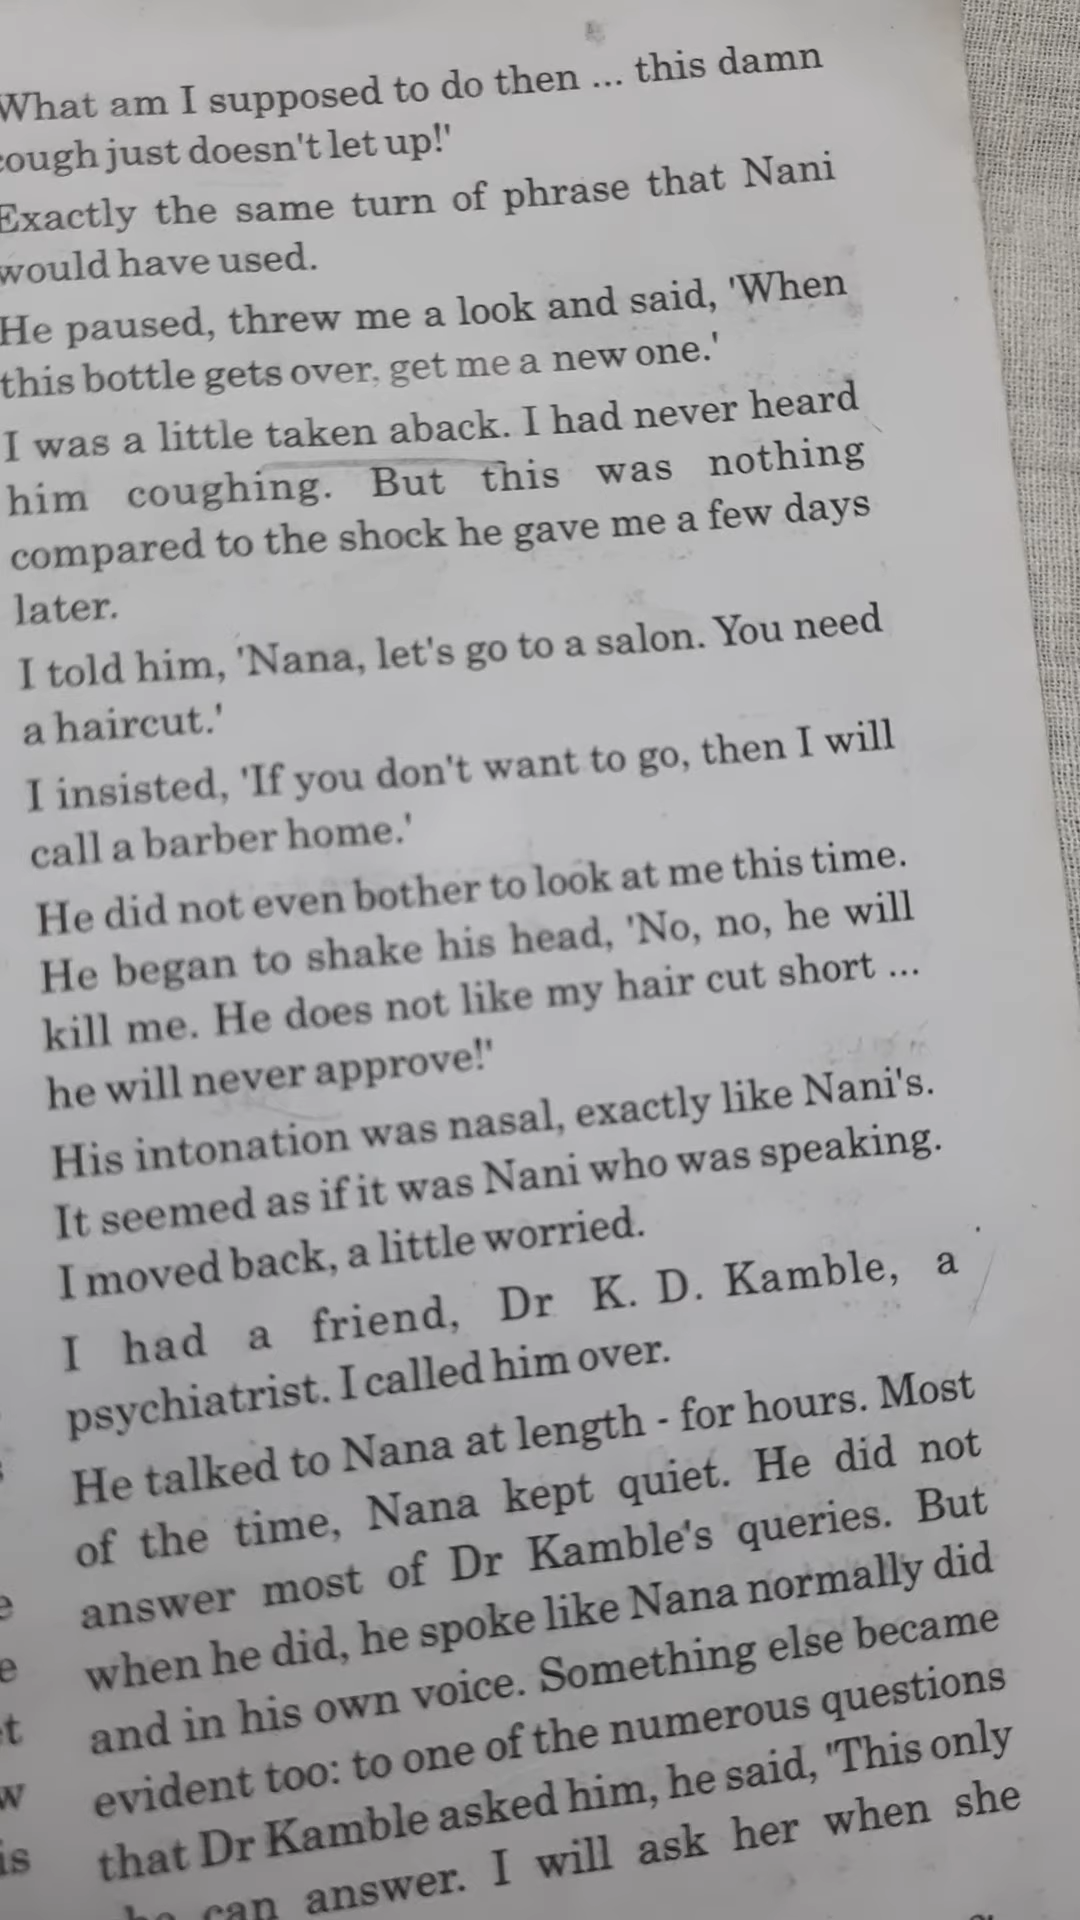 What am I supposed to do then ... this damn
cough just doesn't let up!'
Exactly the same turn of phrase that Nani
would have used.
He paused, threw me a look and said, 'When
this bottle gets over, get me a new one.'
I was a little taken aback. I had never heard
him coughing. But this was nothing
compared to the shock he gave me a few days
later.
I told him, 'Nana, let's go to a salon. You need
a haircut.'
I insisted, 'If you don't want to go, then I will
call a barber home.'
He did not even bother to look at me this time.
He began to shake his head, 'No, no, he will
kill me. He does not like my hair cut short ...
he will never approve!'
His intonation was nasal, exactly like Nani's.
It seemed as if it was Nani who was speaking.
I moved back, a little worried.
I had a friend, Dr K. D. Kamble, a
psychiatrist. I called him over.
He talked to Nana at length - for hours. Most
of the time, Nana kept quiet. He did not
answer most of Dr Kamble's queries. But
when he did, he spoke like Nana normally did
and in his own voice. Something else became
evident too: to one of the numerous questions
that Dr Kamble asked him, he said, 'This only
can answer. I will ask her when she